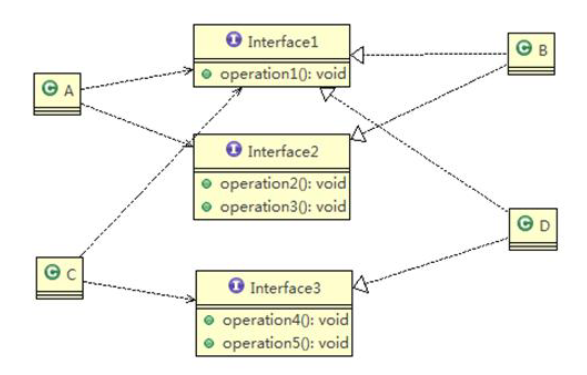 I Interface1
operation1(): void
C A
C B
I Interface2
operation2(): void
operation3(): void
C D
C C
I Interface3
operation4(): void
operation5(): void